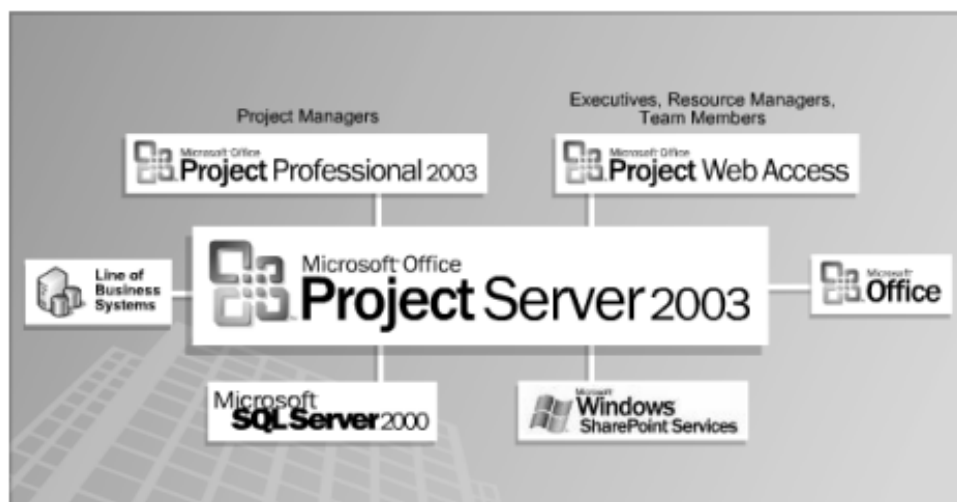 Project Managers
Executives, Resource Managers,
Team Members
Microsoft Office
Project Professional 2003
Microsoft Office
Project Web Access
Line of
Business
Systems
Microsoft Office
Project Server 2003
Microsoft
Office
Microsoft
SQL Server 2000
Microsoft
Windows
SharePoint Services